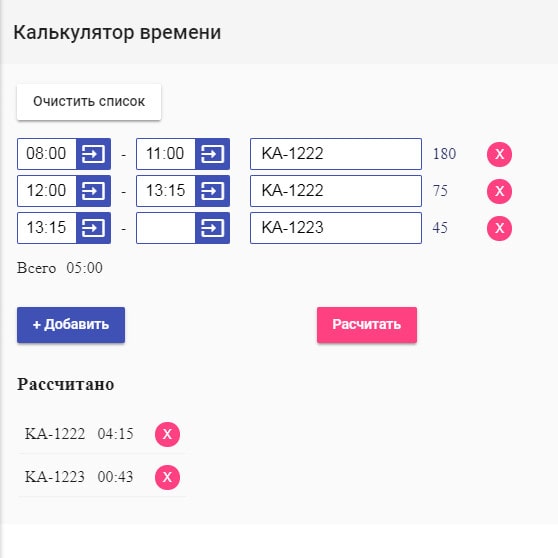 Калькулятор времени
Очистить список
08:00 - 11:00 KA-1222 180 X
12:00 - 13:15 KA-1222 75 X
13:15 - KA-1223 45 X
Всего 05:00
+ Добавить Расчитать
Рассчитано
KA-1222 04:15 X
KA-1223 00:43 X